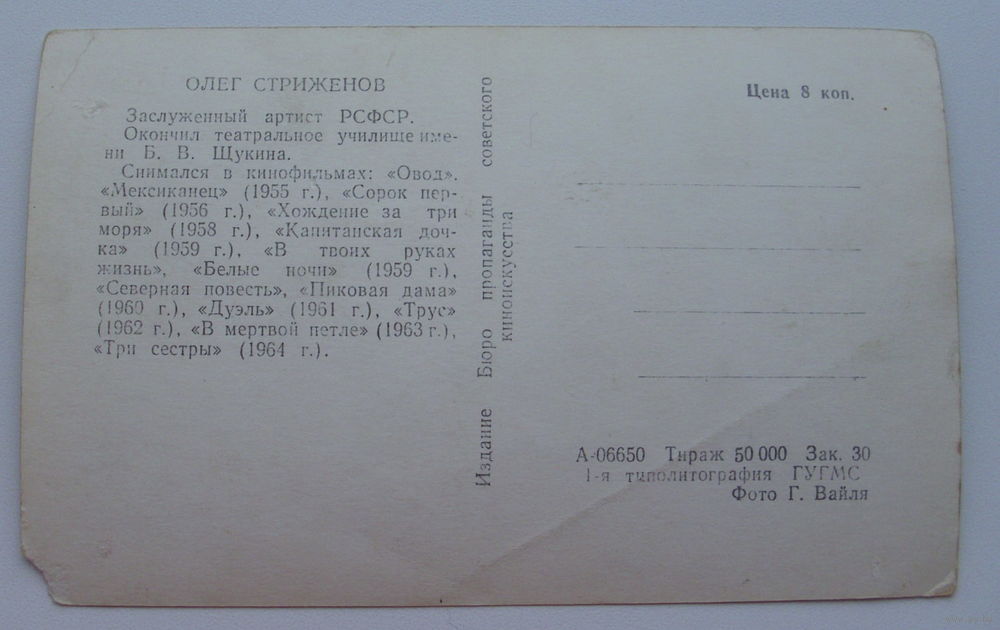 ОЛЕГ СТРИЖЕНОВ
Заслуженный артист РСФСР.
Окончил театральное училище име-
ни Б. В. Щукина.
Снимался в кинофильмах: «Овод».
«Мексиканец» (1955 г.), «Сорок пер-
вый» (1956 г.), «Хождение за три
моря» (1958 г.), «Капитанская доч-
ка» (1959 г.), «В твоих руках
жизнь», «Белые ночи» (1959 г.),
«Северная повесть», «Пиковая дама»
(1960 г.), «Дуэль» (1961 г.), «Трус»
(1962 г.), «В мертвой петле» (1963 г.),
«Три сестры» (1964 г.).
Издание Бюро пропаганды советского
киноискусства
Цена 8 коп.
А-06650 Тираж 50 000 Зак. 30
1-я типолитография ГУГМС
Фото Г. Вайля